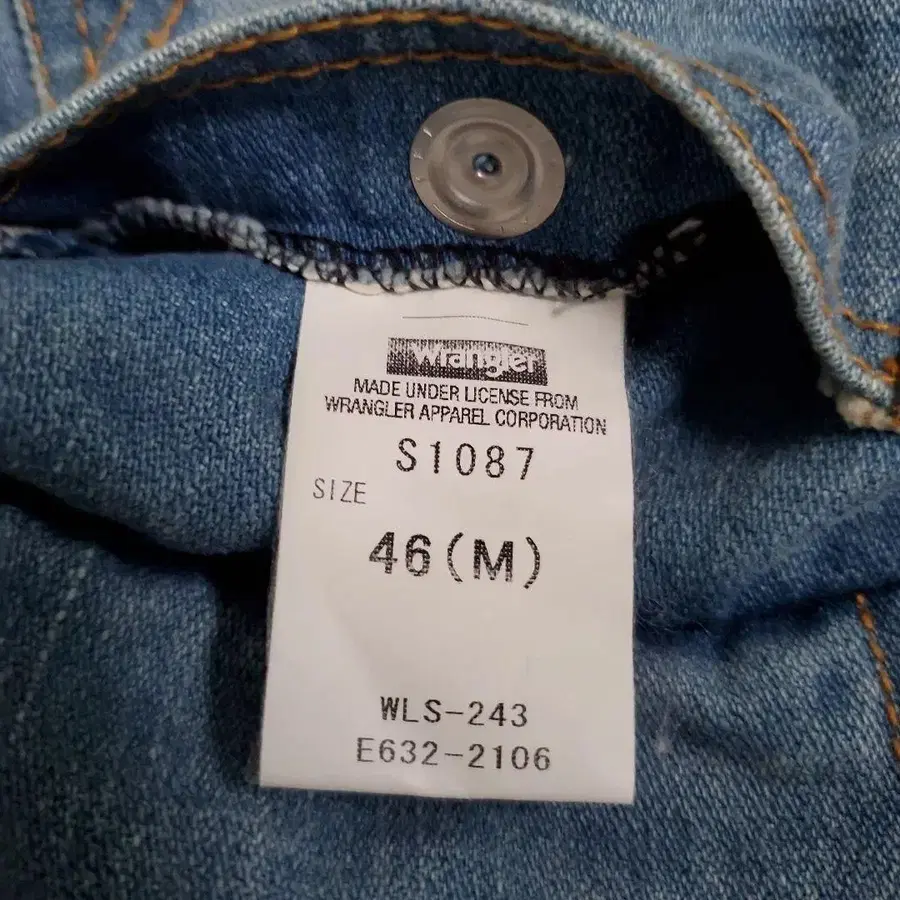 Wrangler
MADE UNDER LICENSE FROM
WRANGLER APPAREL CORPORATION
S1087
SIZE
46(M)
WLS-243
E632-2106